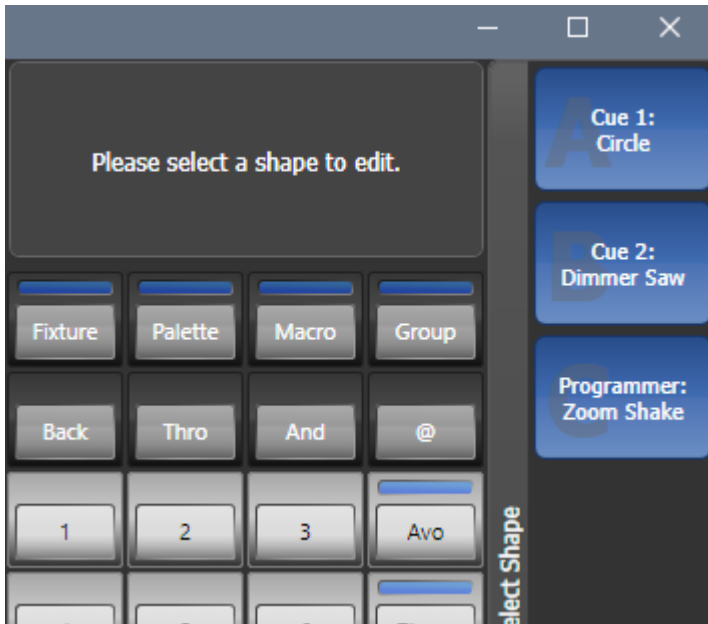 Please select a shape to edit.
A
Cue 1:
Circle
B
Cue 2:
Dimmer Saw
C
Programmer:
Zoom Shake
Fixture
Palette
Macro
Group
Back
Thro
And
@
1
2
3
Avo
Shape